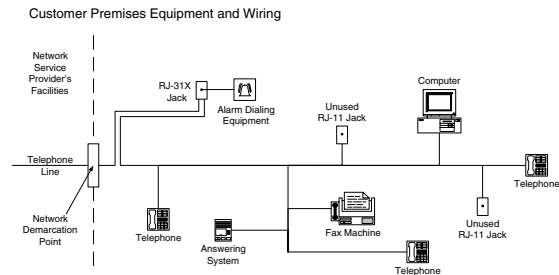 Customer Premises Equipment and Wiring
Network
Service
Provider's
Facilities
RJ-31X
Jack
Alarm Dialing
Equipment
Unused
RJ-11 Jack
Computer
Telephone
Line
Telephone
Network
Demarcation
Point
Telephone
Answering
System
Fax Machine
Unused
RJ-11 Jack
Telephone